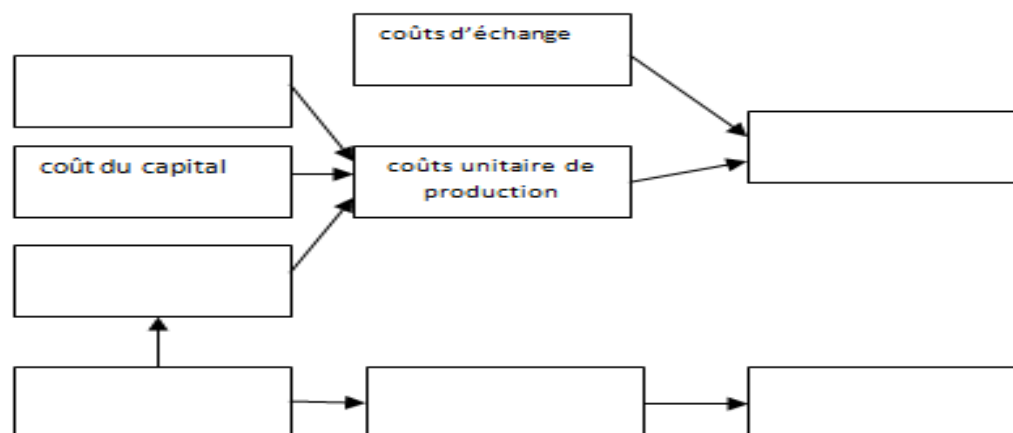 coûts d'échange
coût du capital
coûts unitaire de
production